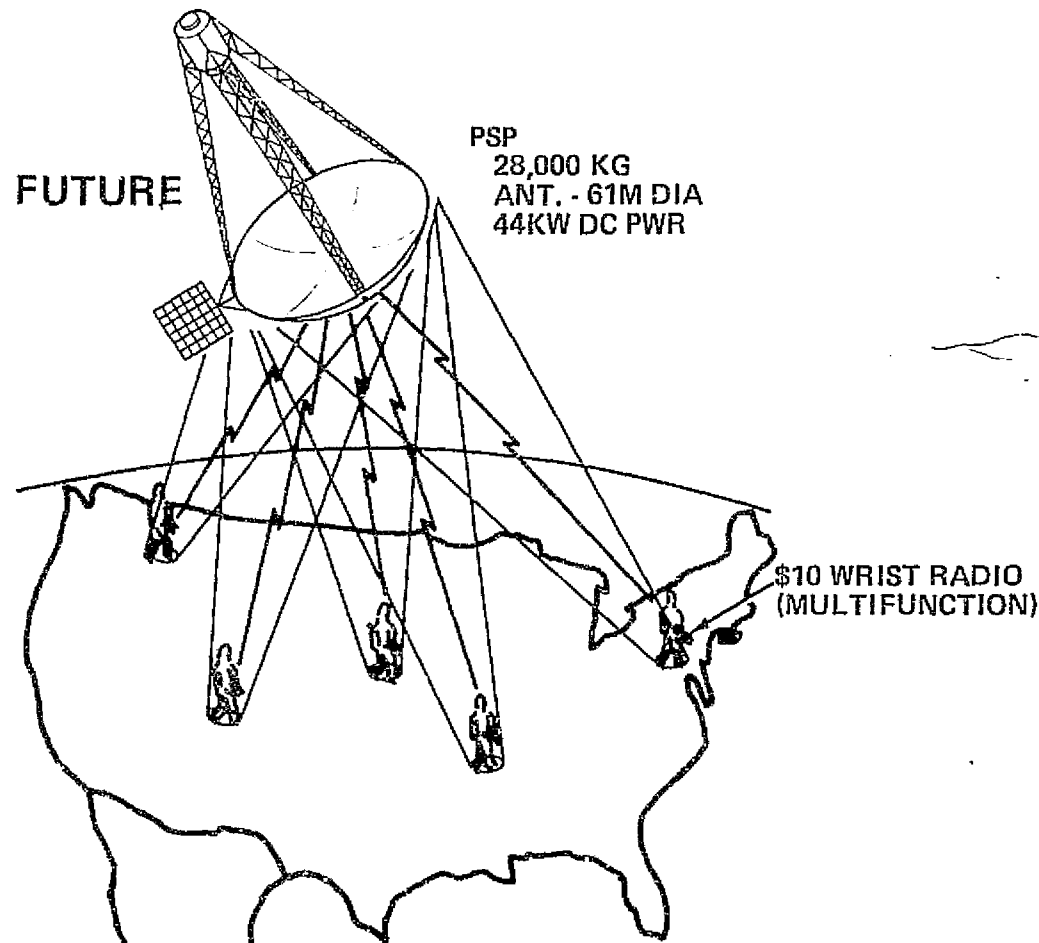 FUTURE
PSP
28,000 KG
ANT. - 61M DIA
44KW DC PWR
$10 WRIST RADIO
(MULTIFUNCTION)